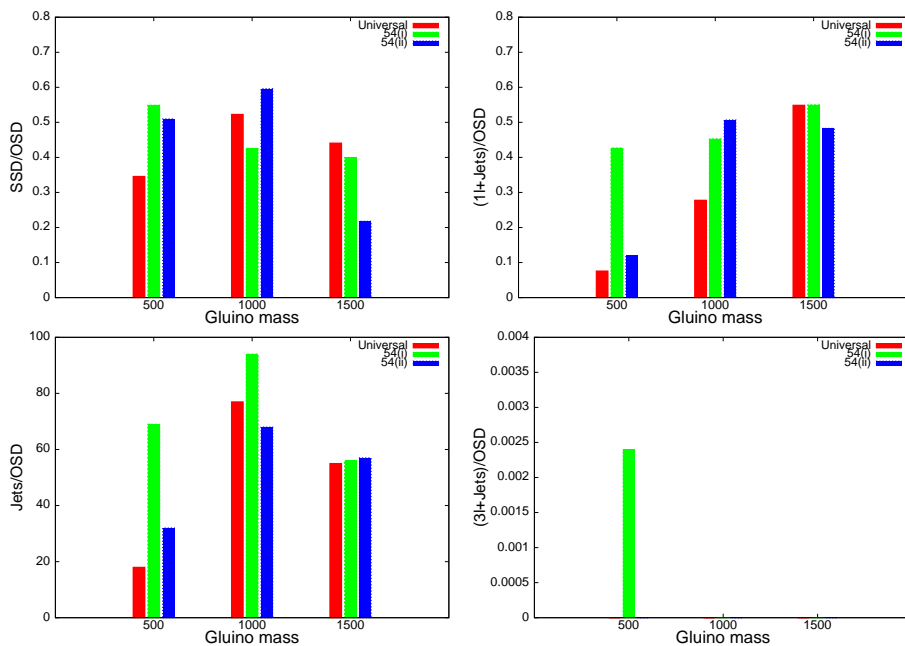 0.8
0.7
0.6
0.5
0.4
0.3
0.2
0.1
0
SSD/OSD
500 1000 1500
Gluino mass
Universal
54(i)
54(ii)
0.8
0.7
0.6
0.5
0.4
0.3
0.2
0.1
0
(1l+Jets)/OSD
500 1000 1500
Gluino mass
Universal
54(i)
54(ii)
100
80
60
40
20
0
Jets/OSD
500 1000 1500
Gluino mass
Universal
54(i)
54(ii)
0.004
0.0035
0.003
0.0025
0.002
0.0015
0.001
0.0005
0
(3l+Jets)/OSD
500 1000 1500
Gluino mass
Universal
54(i)
54(ii)